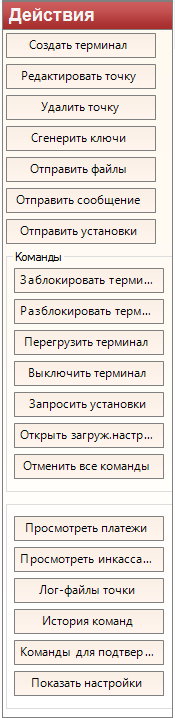 Действия
Создать терминал
Редактировать точку
Удалить точку
Сгенерить ключи
Отправить файлы
Отправить сообщение
Отправить установки
Команды
Заблокировать терми...
Разблокировать терм...
Перегрузить терминал
Выключить терминал
Запросить установки
Открыть загруж.настр...
Отменить все команды
Просмотреть платежи
Просмотреть инкасса...
Лог-файлы точки
История команд
Команды для подтвер...
Показать настройки